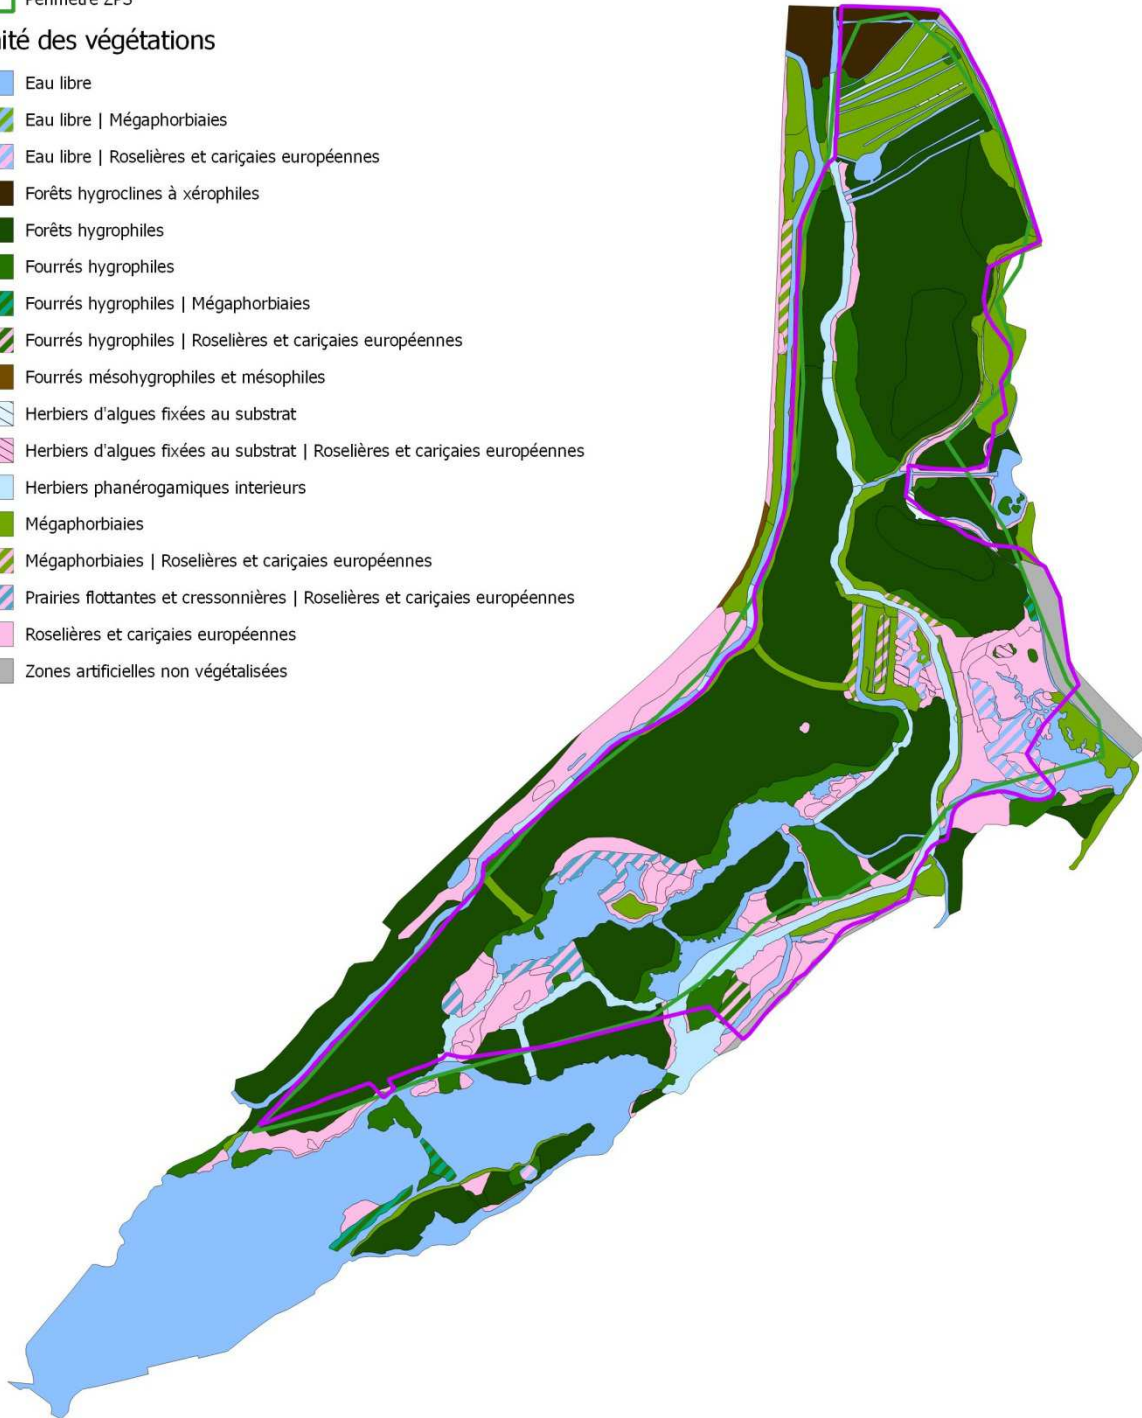 Périmètre ZPS
ité des végétations
Eau libre
Eau libre | Mégaphorbiaies
Eau libre | Roselières et cariçaies européennes
Forêts hygroclines à xérophiles
Forêts hygrophiles
Fourrés hygrophiles
Fourrés hygrophiles | Mégaphorbiaies
Fourrés hygrophiles | Roselières et cariçaies européennes
Fourrés mésohygrophiles et mésophiles
Herbiers d'algues fixées au substrat
Herbiers d'algues fixées au substrat | Roselières et cariçaies européennes
Herbiers phanérogamiques interieurs
Mégaphorbiaies
Mégaphorbiaies | Roselières et cariçaies européennes
Prairies flottantes et cressonnières | Roselières et cariçaies européennes
Roselières et cariçaies européennes
Zones artificielles non végétalisées